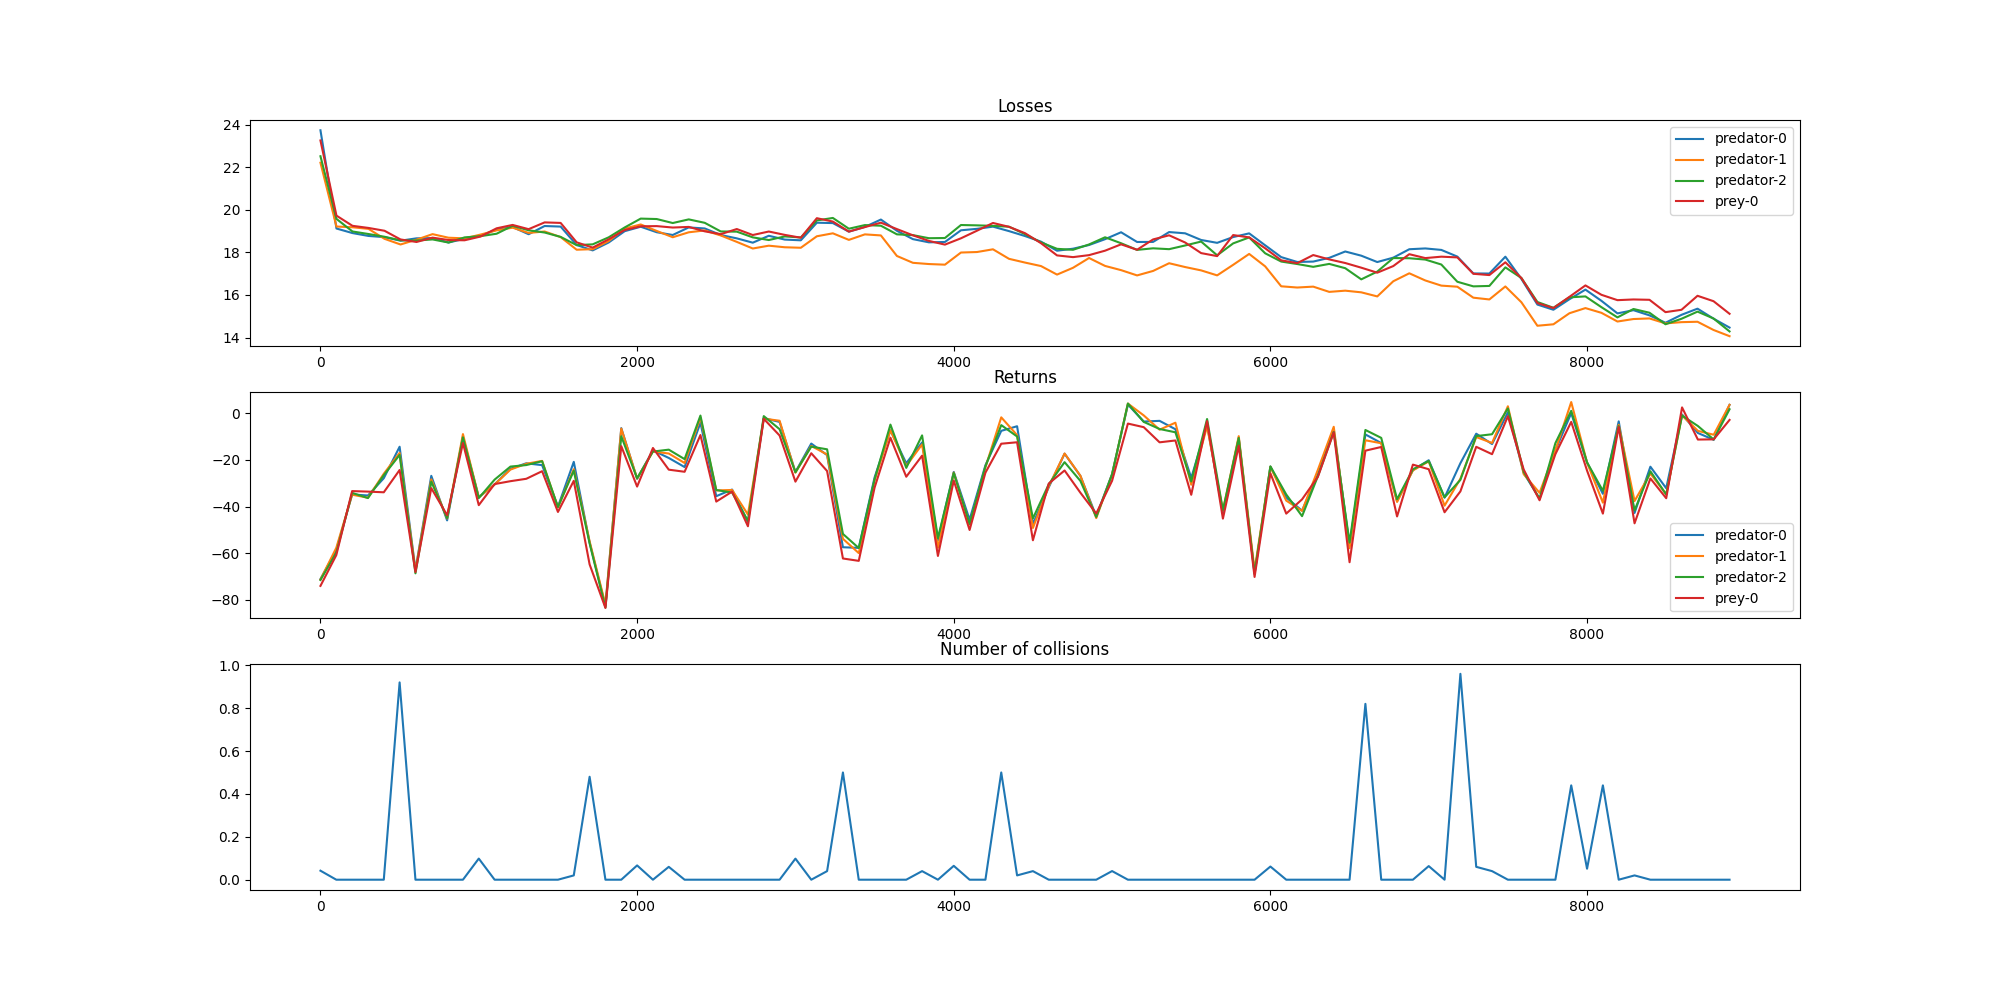 Losses
24
22
20
18
16
14
predator-0
predator-1
predator-2
prey-0
0 2000 4000 6000 8000
Returns
0
−20
−40
−60
−80
predator-0
predator-1
predator-2
prey-0
0 2000 4000 6000 8000
Number of collisions
1.0
0.8
0.6
0.4
0.2
0.0
0 2000 4000 6000 8000